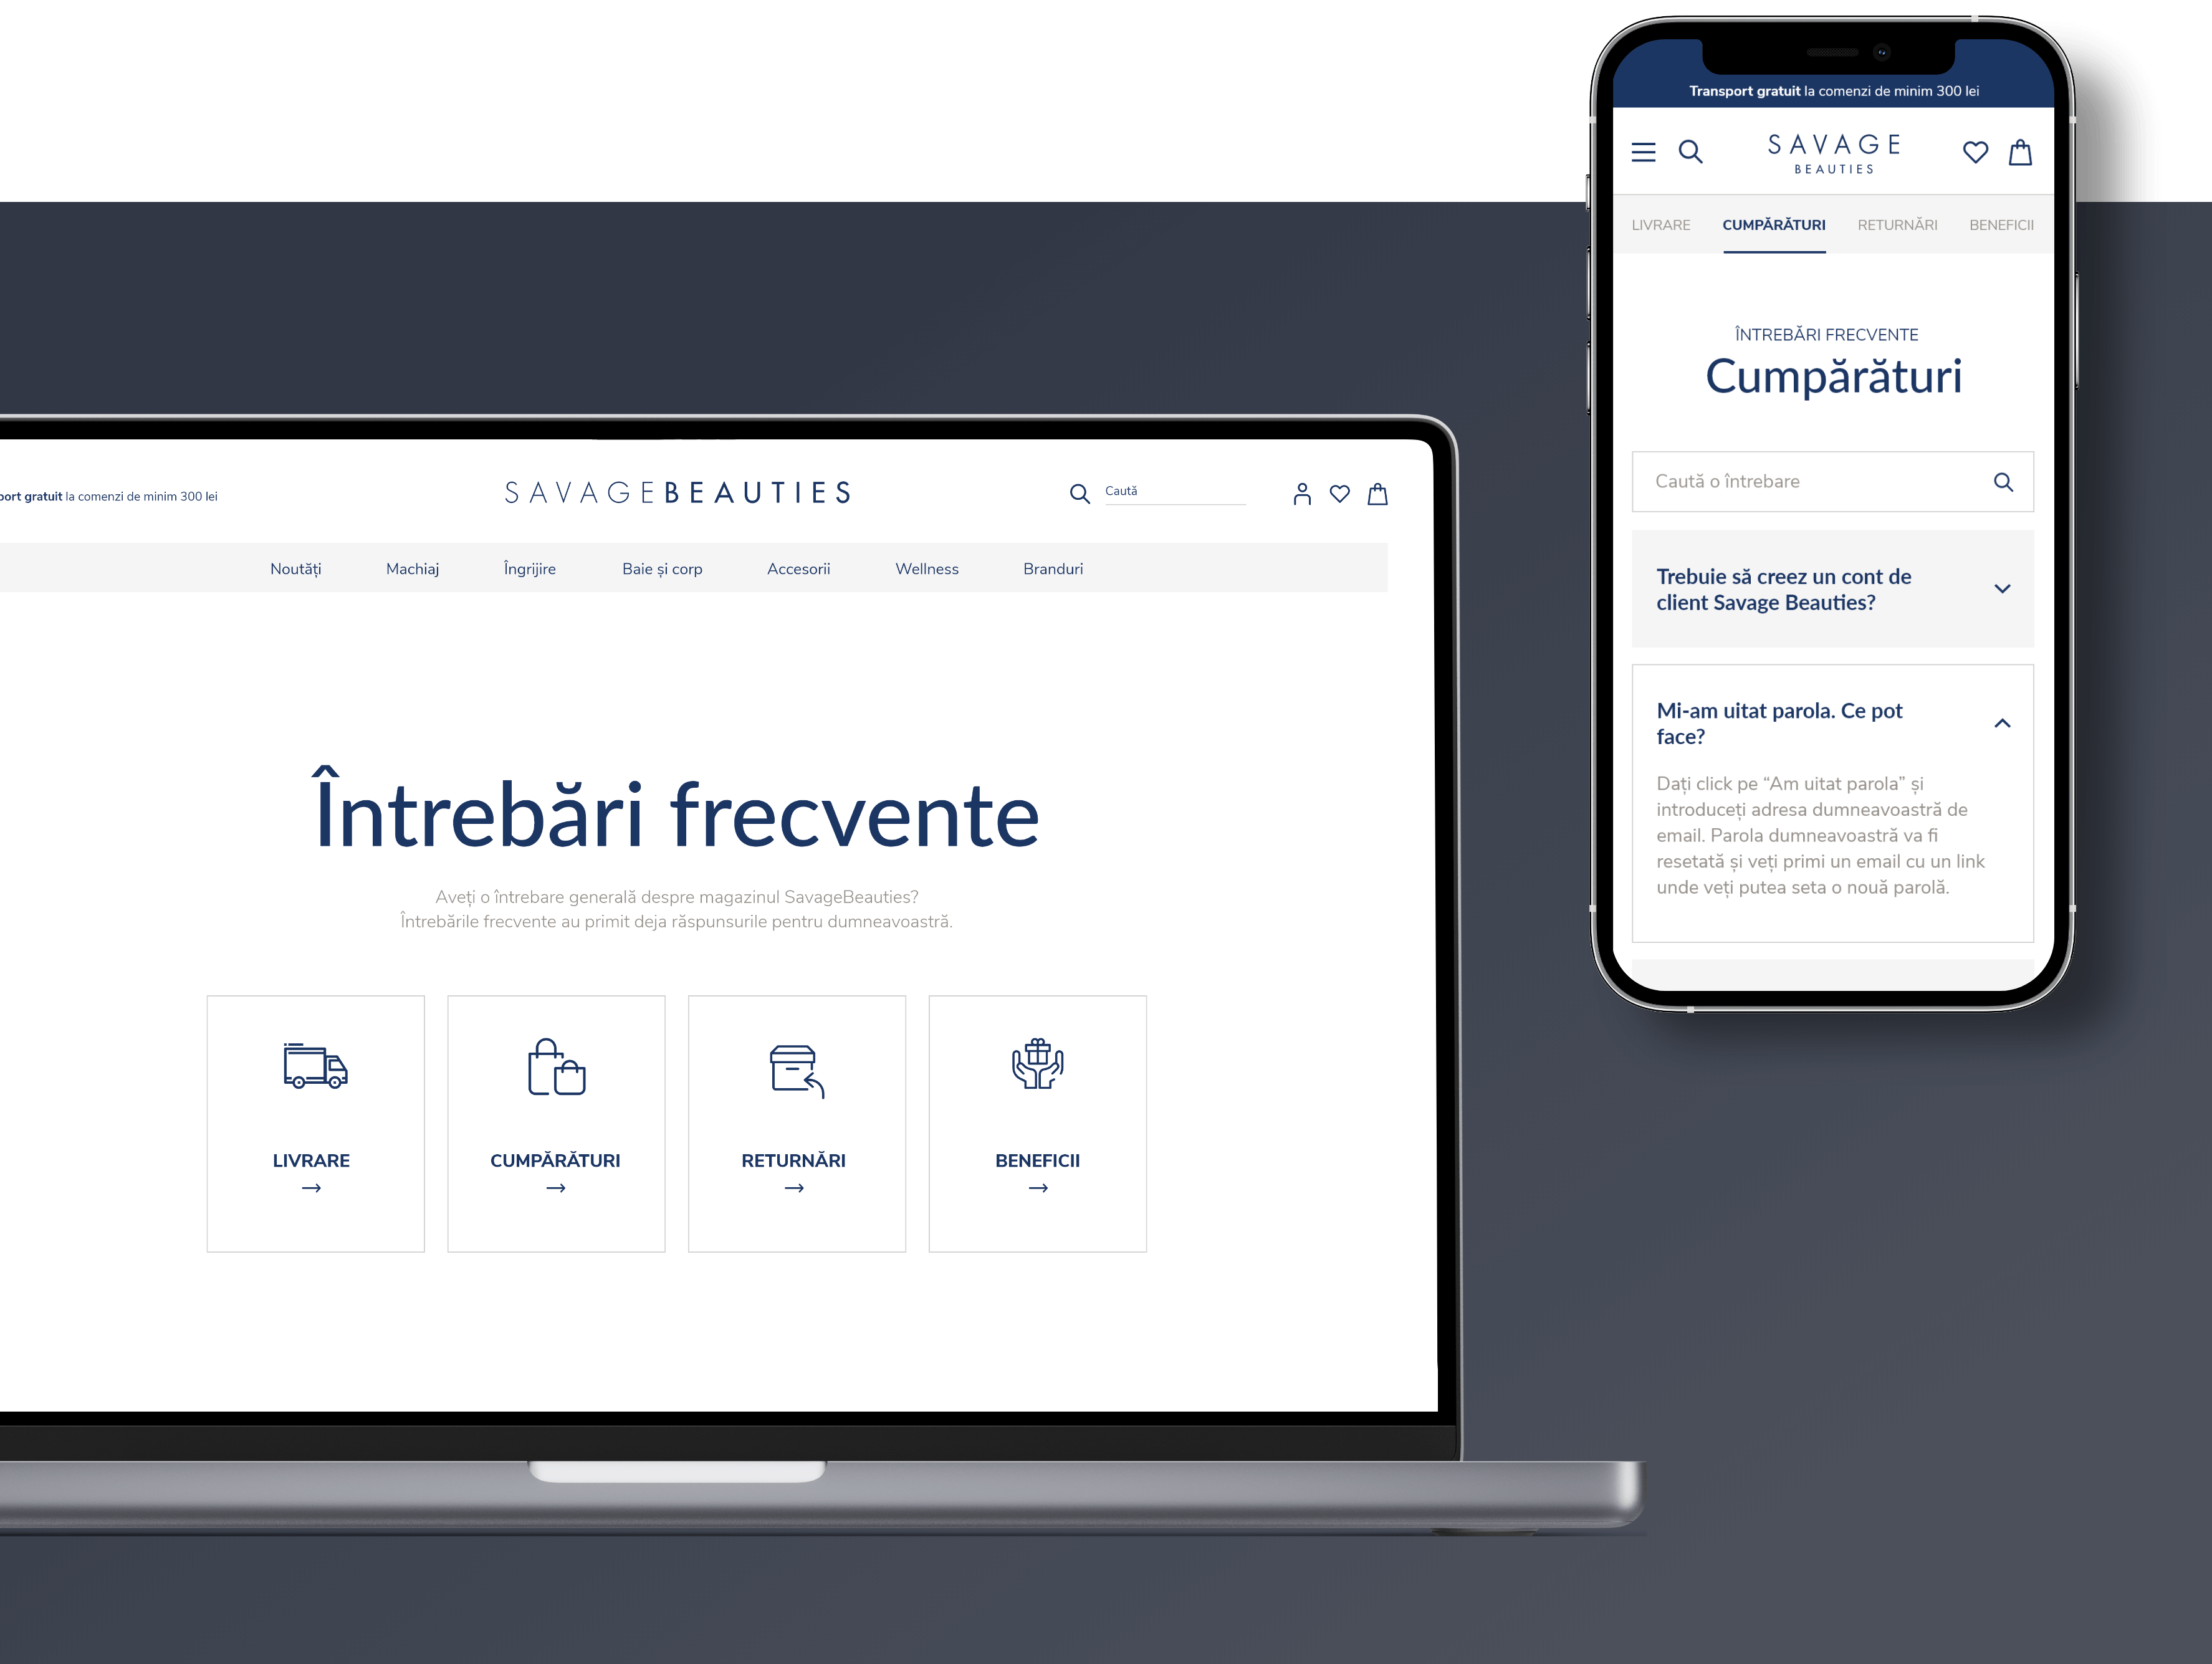 Transport gratuit la comenzi de minim 300 lei
SAVAGE
BEAUTIES
LIVRARE CUMPĂRĂTURI RETURNĂRI BENEFICII
ÎNTREBĂRI FRECVENTE
Cumpărături
Caută o întrebare
Trebuie să creez un cont de
client Savage Beauties?
Mi-am uitat parola. Ce pot
face?
Dați click pe “Am uitat parola” și
introduceți adresa dumneavoastră de
email. Parola dumneavoastră va fi
resetată și veți primi un email cu un link
unde veți putea seta o nouă parolă.
gratuit la comenzi de minim 300 lei
SAVAGEBEAUTIES
Caută
Noutăți Machiaj Îngrijire Baie și corp Accesorii Wellness Branduri
Întrebări frecvente
Aveți o întrebare generală despre magazinul SavageBeauties?
Întrebările frecvente au primit deja răspunsurile pentru dumneavoastră.
LIVRARE CUMPĂRĂTURI RETURNĂRI BENEFICII